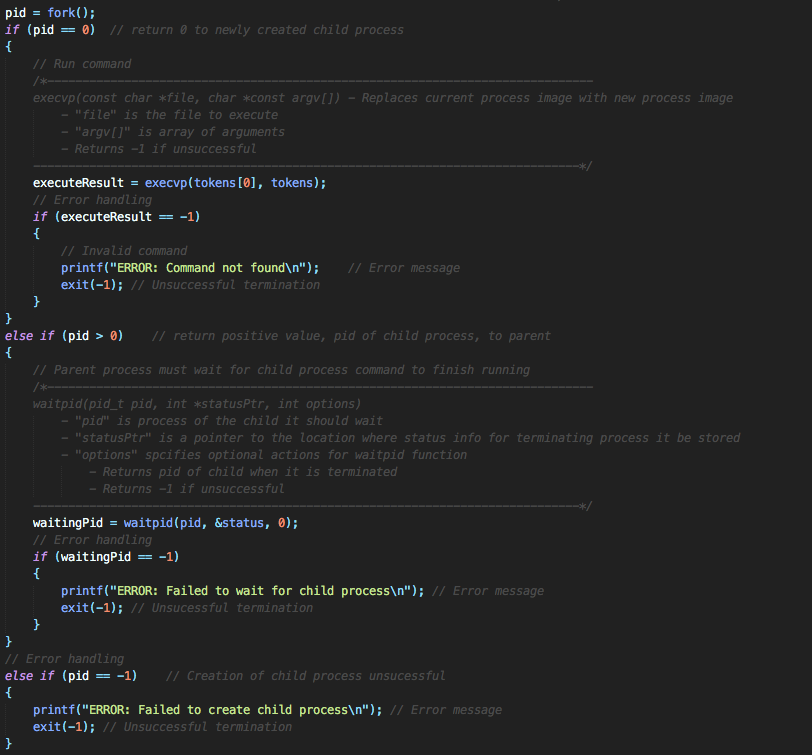 pid = fork();
if (pid == 0)  // return 0 to newly created child process
{
    // Run command
    /*------------------------------------------------------------------------------
    execvp(const char *file, char *const argv[]) - Replaces current process image with new process image
        - "file" is the file to execute
        - "argv[]" is array of arguments
        - Returns -1 if unsuccessful
    ------------------------------------------------------------------------------*/
    executeResult = execvp(tokens[0], tokens);
    // Error handling
    if (executeResult == -1)
    {
        // Invalid command
        printf("ERROR: Command not found\n");    // Error message
        exit(-1); // Unsuccessful termination
    }
}
else if (pid > 0)    // return positive value, pid of child process, to parent
{
    // Parent process must wait for child process command to finish running
    /*------------------------------------------------------------------------------
    waitpid(pid_t pid, int *statusPtr, int options)
        - "pid" is process of the child it should wait
        - "statusPtr" is a pointer to the location where status info for terminating process it be stored
        - "options" spcifies optional actions for waitpid function
            - Returns pid of child when it is terminated
            - Returns -1 if unsuccessful
    ------------------------------------------------------------------------------*/
    waitingPid = waitpid(pid, &status, 0);
    // Error handling
    if (waitingPid == -1)
    {
        printf("ERROR: Failed to wait for child process\n"); // Error message
        exit(-1); // Unsucessful termination
    }
}
// Error handling
else if (pid == -1)    // Creation of child process unsucessful
{
    printf("ERROR: Failed to create child process\n"); // Error message
    exit(-1); // Unsuccessful termination
}